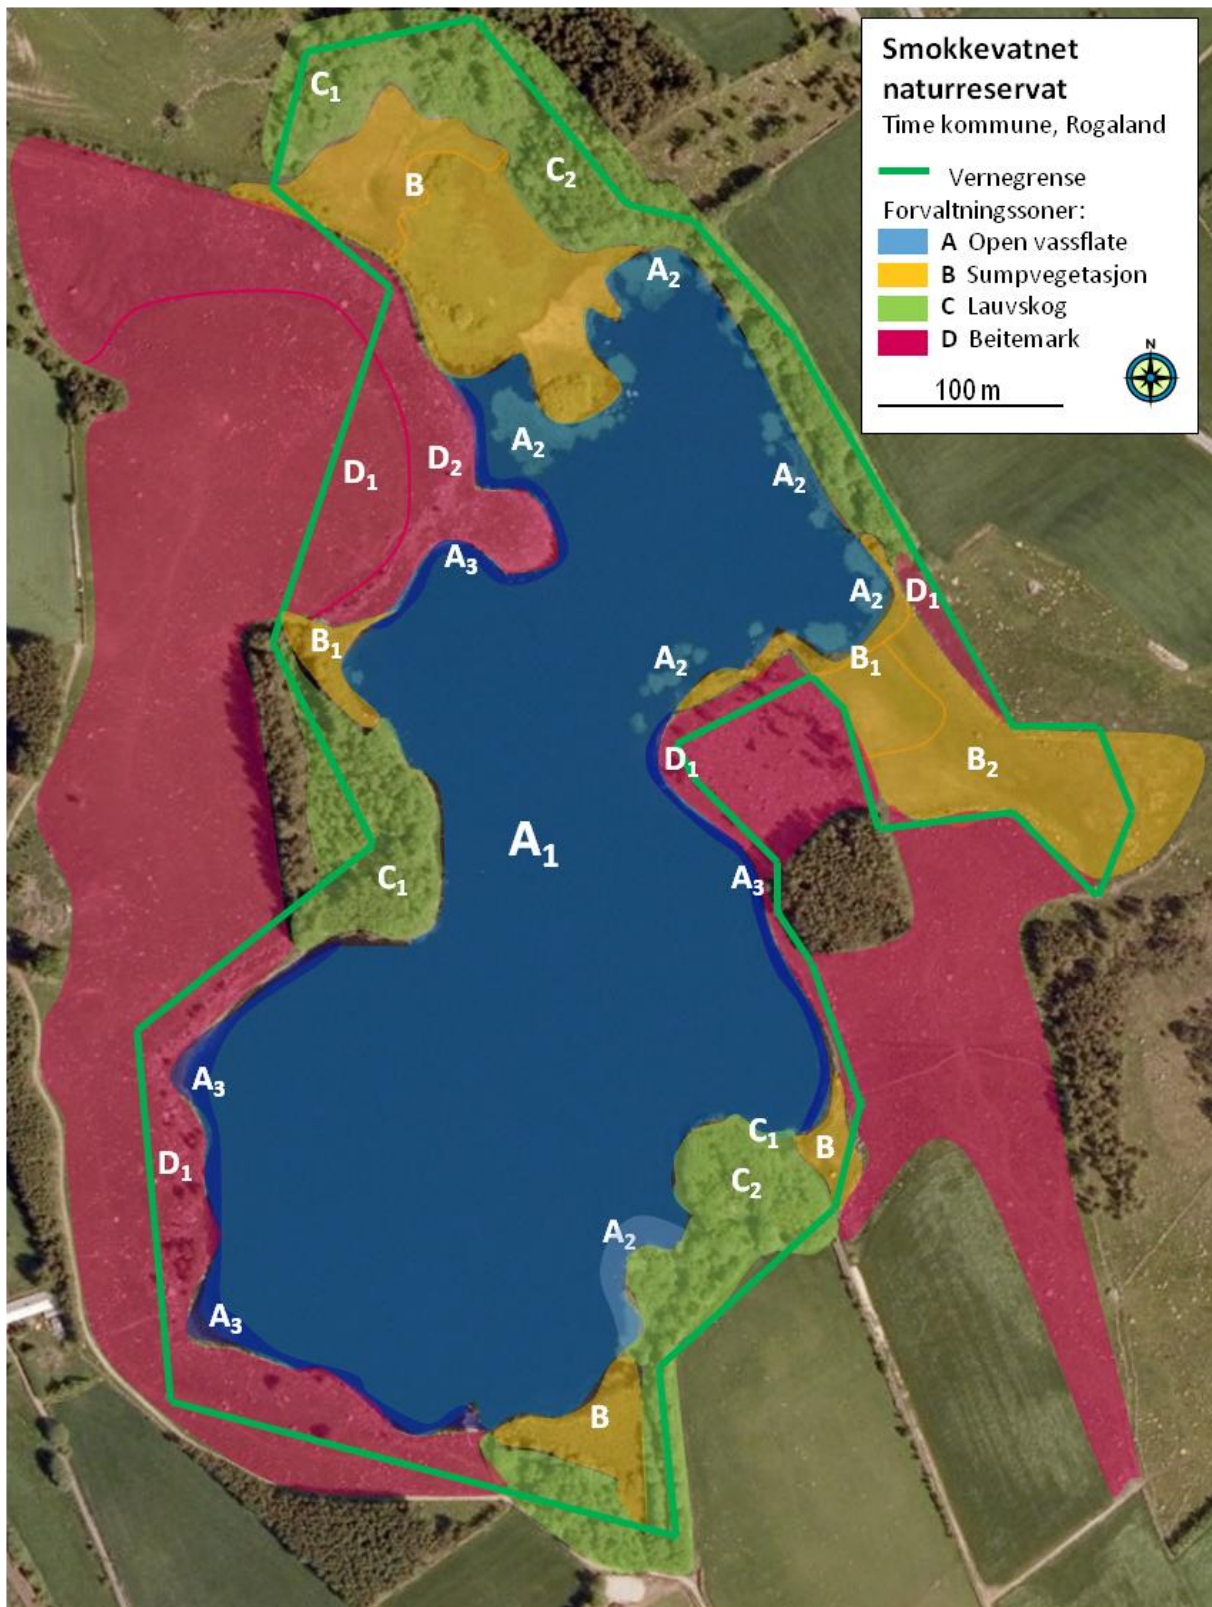 Smokkevatnet
naturreservat
Time kommune, Rogaland
Vernegrense
Forvaltningssoner:
A Open vassflate
B Sumpvegetasjon
C Lauvskog
D Beitemark
N
100 m
C₁
C₂
B
A₂
A₂
D₂
D₁
A₂
A₃
A₂
D₁
B₁
A₂
B₁
D₁
B₂
A₁
C₁
A₃
A₃
C₁
B
D₁
C₂
A₂
A₃
B